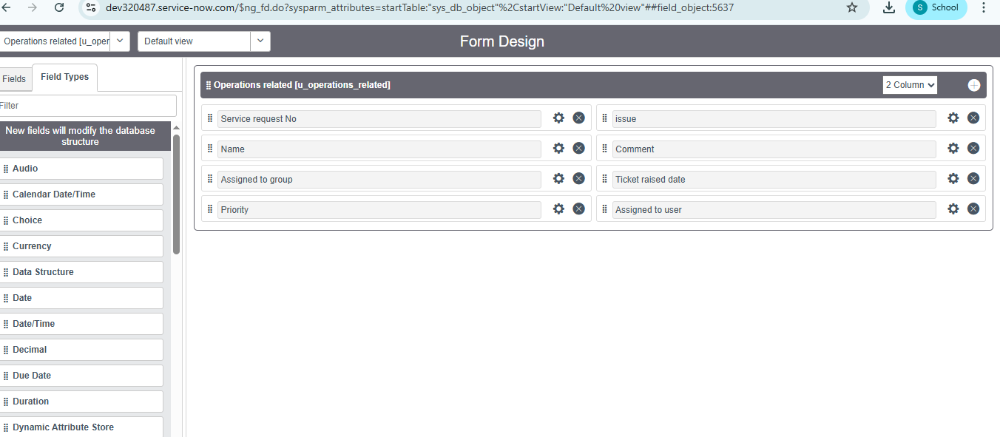 dev320487.service-now.com/$ng_fd.do?sysparm_attributes=startTable:"sys_db_object"%2CstartView:"Default%20view"##field_object:5637
S School
Operations related [u_oper
Default view
Form Design
Fields
Field Types
Filter
New fields will modify the database
structure
Audio
Calendar Date/Time
Choice
Currency
Data Structure
Date
Date/Time
Decimal
Due Date
Duration
Dynamic Attribute Store
Operations related [u_operations_related]
2 Column
Service request No
issue
Name
Comment
Assigned to group
Ticket raised date
Priority
Assigned to user